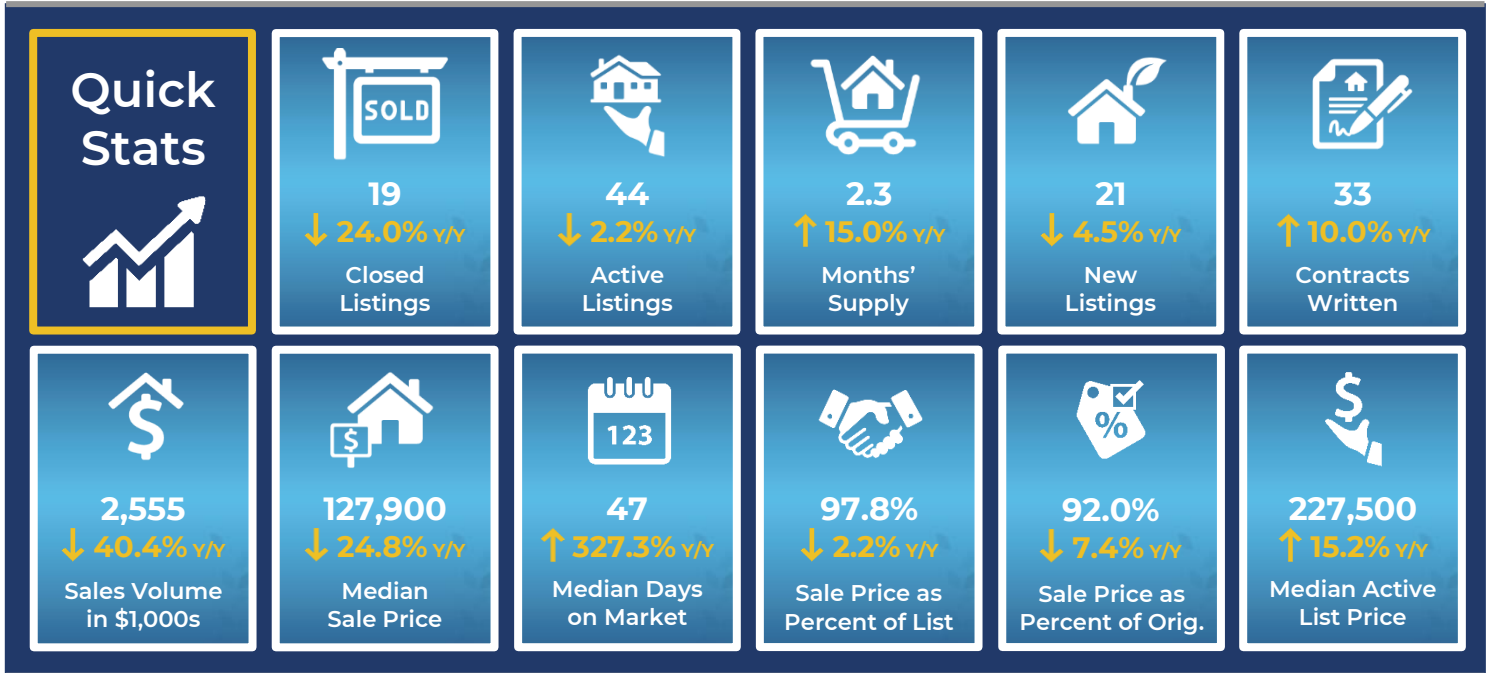 Quick
Stats
SOLD
19
↓ 24.0% Y/Y
Closed
Listings
44
↓ 2.2% Y/Y
Active
Listings
2.3
↑ 15.0% Y/Y
Months’
Supply
21
↓ 4.5% Y/Y
New
Listings
33
↑ 10.0% Y/Y
Contracts
Written
$
2,555
↓ 40.4% Y/Y
Sales Volume
in $1,000s
$
127,900
↓ 24.8% Y/Y
Median
Sale Price
123
47
↑ 327.3% Y/Y
Median Days
on Market
97.8%
↓ 2.2% Y/Y
Sale Price as
Percent of List
%
92.0%
↓ 7.4% Y/Y
Sale Price as
Percent of Orig.
$
227,500
↑ 15.2% Y/Y
Median Active
List Price